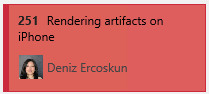 251 Rendering artifacts on
iPhone
Deniz Ercoskun